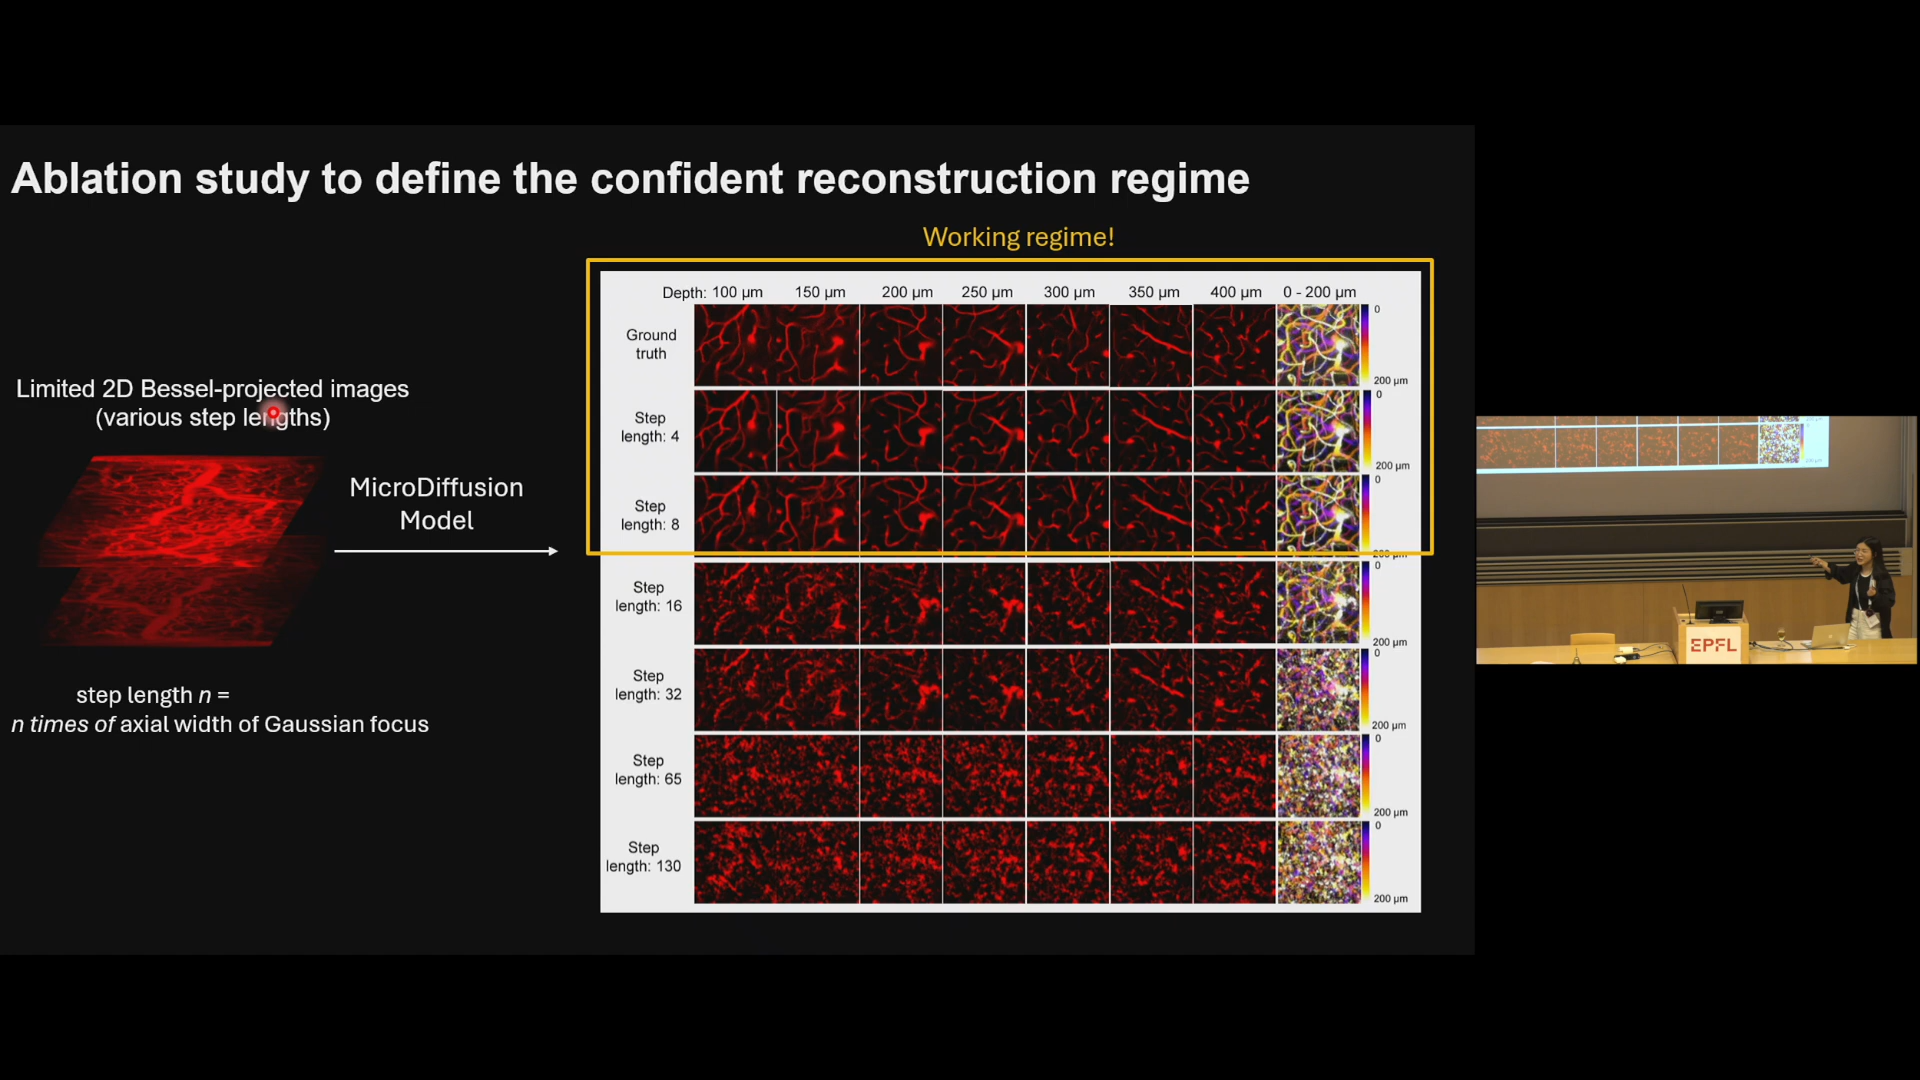 Ablation study to define the confident reconstruction regime
Working regime!
Limited 2D Bessel-projected images
(various step lengths)
MicroDiffusion
Model
step length n =
n times of axial width of Gaussian focus
Depth: 100 µm 150 µm 200 µm 250 µm 300 µm 350 µm 400 µm 0 - 200 µm
Ground
truth
0
200 µm
Step
length: 4
0
200 µm
Step
length: 8
0
200 µm
Step
length: 16
0
200 µm
Step
length: 32
0
200 µm
Step
length: 65
0
200 µm
Step
length: 130
0
200 µm
EPFL